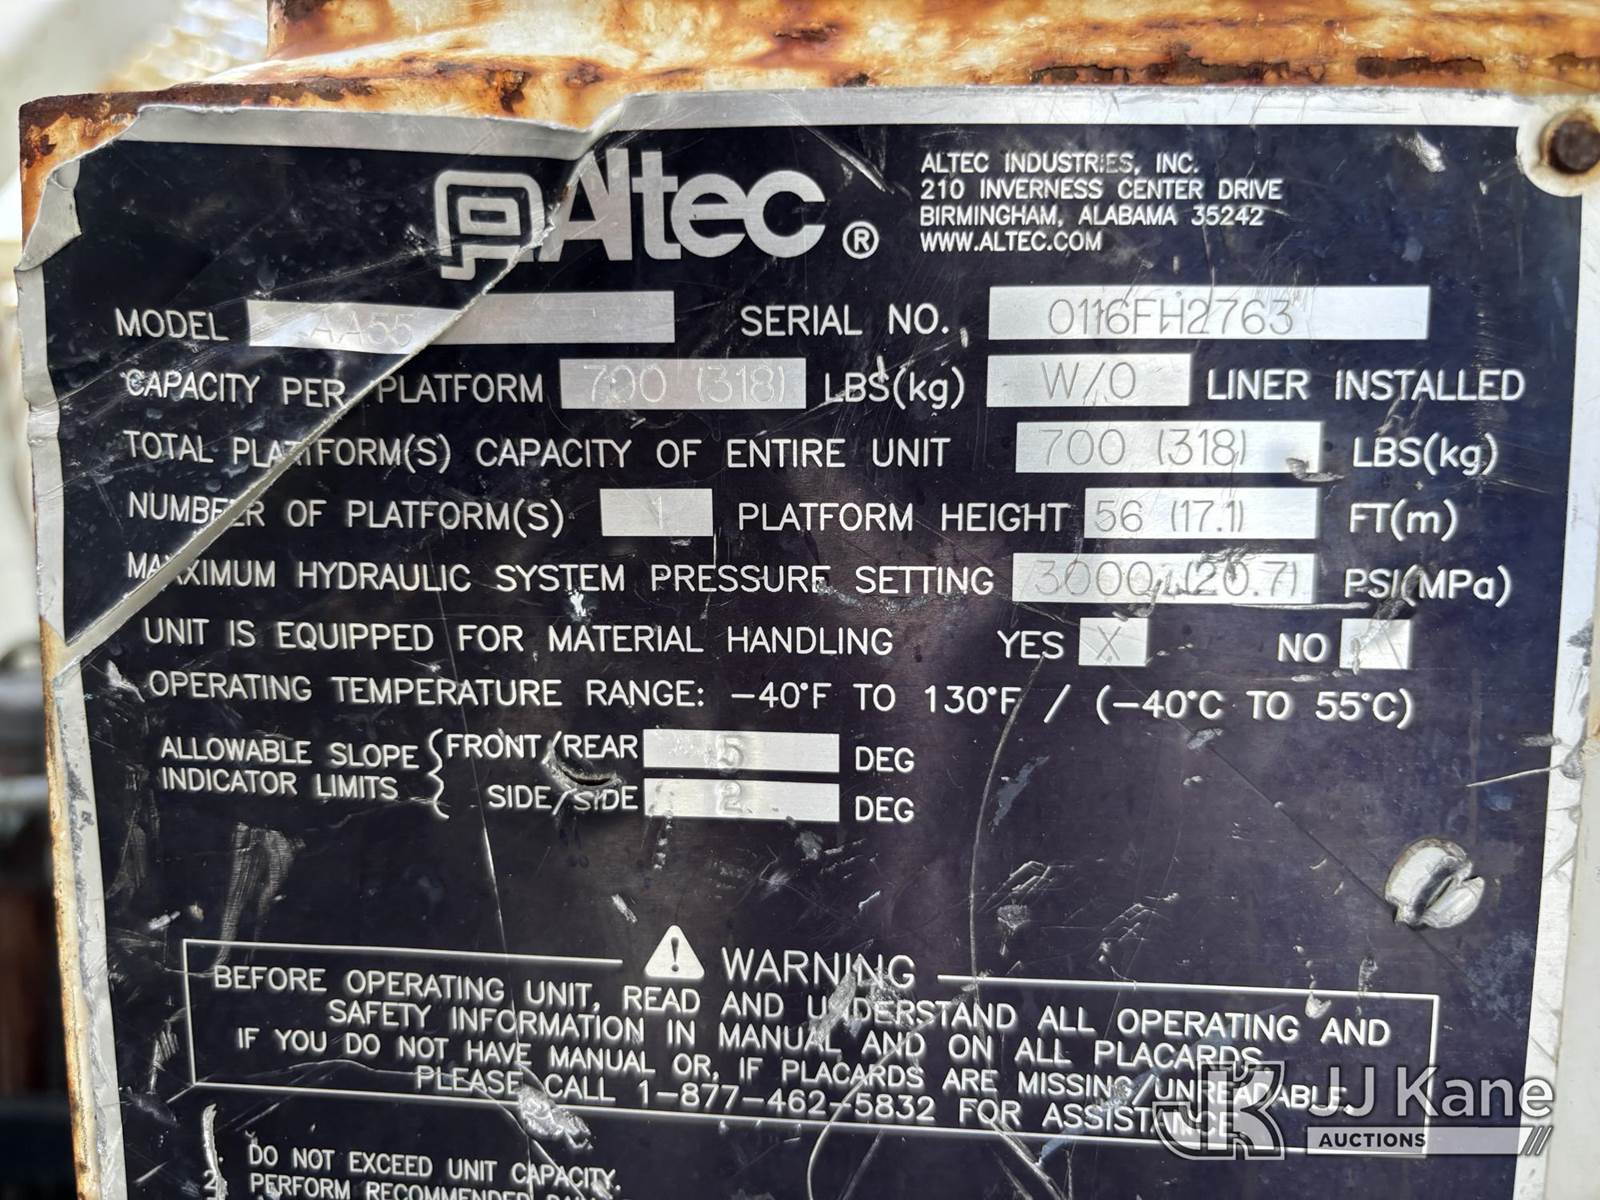 Altec ®
ALTEC INDUSTRIES, INC.
210 INVERNESS CENTER DRIVE
BIRMINGHAM, ALABAMA 35242
WWW.ALTEC.COM
MODEL AA55 SERIAL NO. 0116FH2763
CAPACITY PER PLATFORM 700 (318) LBS(kg) W/O LINER INSTALLED
TOTAL PLATFORM(S) CAPACITY OF ENTIRE UNIT 700 (318) LBS(kg)
NUMBER OF PLATFORM(S) 1 PLATFORM HEIGHT 56 (17.1) FT(m)
MAXIMUM HYDRAULIC SYSTEM PRESSURE SETTING 3000 (20.7) PSI(MPa)
UNIT IS EQUIPPED FOR MATERIAL HANDLING YES X NO
OPERATING TEMPERATURE RANGE: -40°F TO 130°F / (-40°C TO 55°C)
ALLOWABLE SLOPE INDICATOR LIMITS { FRONT/REAR 5 DEG
SIDE/SIDE 2 DEG
WARNING
BEFORE OPERATING UNIT, READ AND UNDERSTAND ALL OPERATING AND
SAFETY INFORMATION IN MANUAL AND ON ALL PLACARDS.
IF YOU DO NOT HAVE MANUAL OR, IF PLACARDS ARE MISSING/UNREADABLE,
PLEASE CALL 1-877-462-5832 FOR ASSISTANCE
DO NOT EXCEED UNIT CAPACITY.
2. PERFORM RECOMMENDED
JK JJ Kane
AUCTIONS